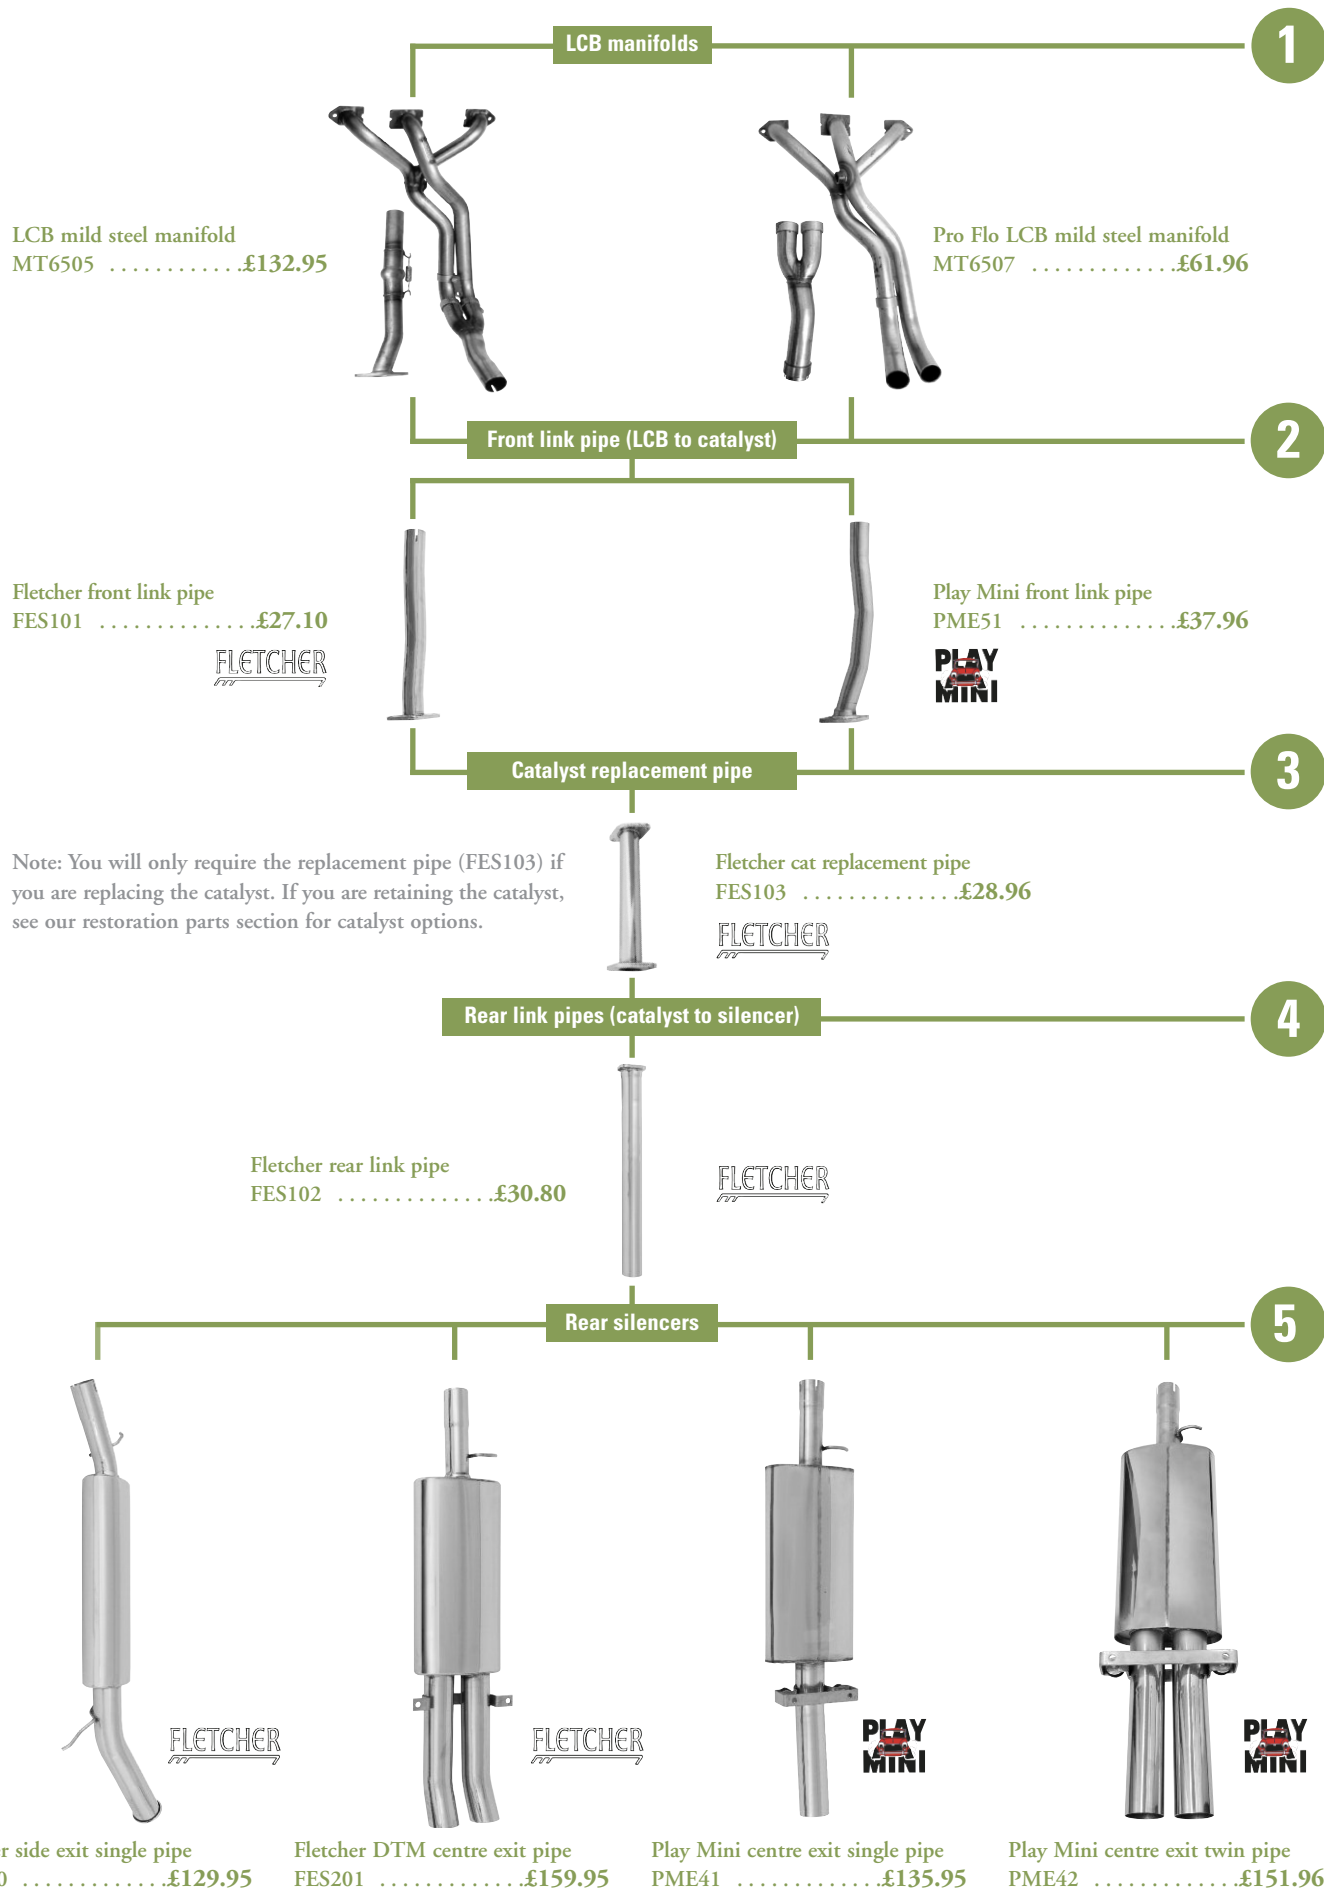 LCB manifolds
1
LCB mild steel manifold
MT6505 . . . . . . . . . . . .£132.95
Pro Flo LCB mild steel manifold
MT6507 . . . . . . . . . . . . .£61.96
Front link pipe (LCB to catalyst)
2
Fletcher front link pipe
FES101 . . . . . . . . . . . . . .£27.10
FLETCHER
Play Mini front link pipe
PME51 . . . . . . . . . . . . . .£37.96
PLAY
MINI
Catalyst replacement pipe
3
Note: You will only require the replacement pipe (FES103) if
you are replacing the catalyst. If you are retaining the catalyst,
see our restoration parts section for catalyst options.
Fletcher cat replacement pipe
FES103 . . . . . . . . . . . . . .£28.96
FLETCHER
Rear link pipes (catalyst to silencer)
4
Fletcher rear link pipe
FES102 . . . . . . . . . . . . . .£30.80
FLETCHER
Rear silencers
5
FLETCHER
FLETCHER
PLAY
MINI
PLAY
MINI
er side exit single pipe
0 . . . . . . . . . . . . .£129.95
Fletcher DTM centre exit pipe
FES201 . . . . . . . . . . . . .£159.95
Play Mini centre exit single pipe
PME41 . . . . . . . . . . . . .£135.95
Play Mini centre exit twin pipe
PME42 . . . . . . . . . . . . .£151.96